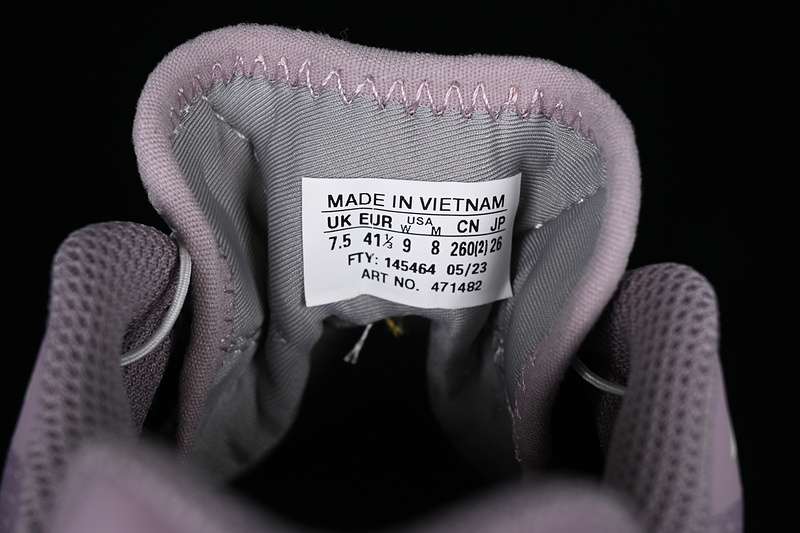 MADE IN VIETNAM
UK EUR USA W M CN JP
7.5 41⅓ 9 8 260(2) 26
FTY: 145464 05/23
ART NO. 471482